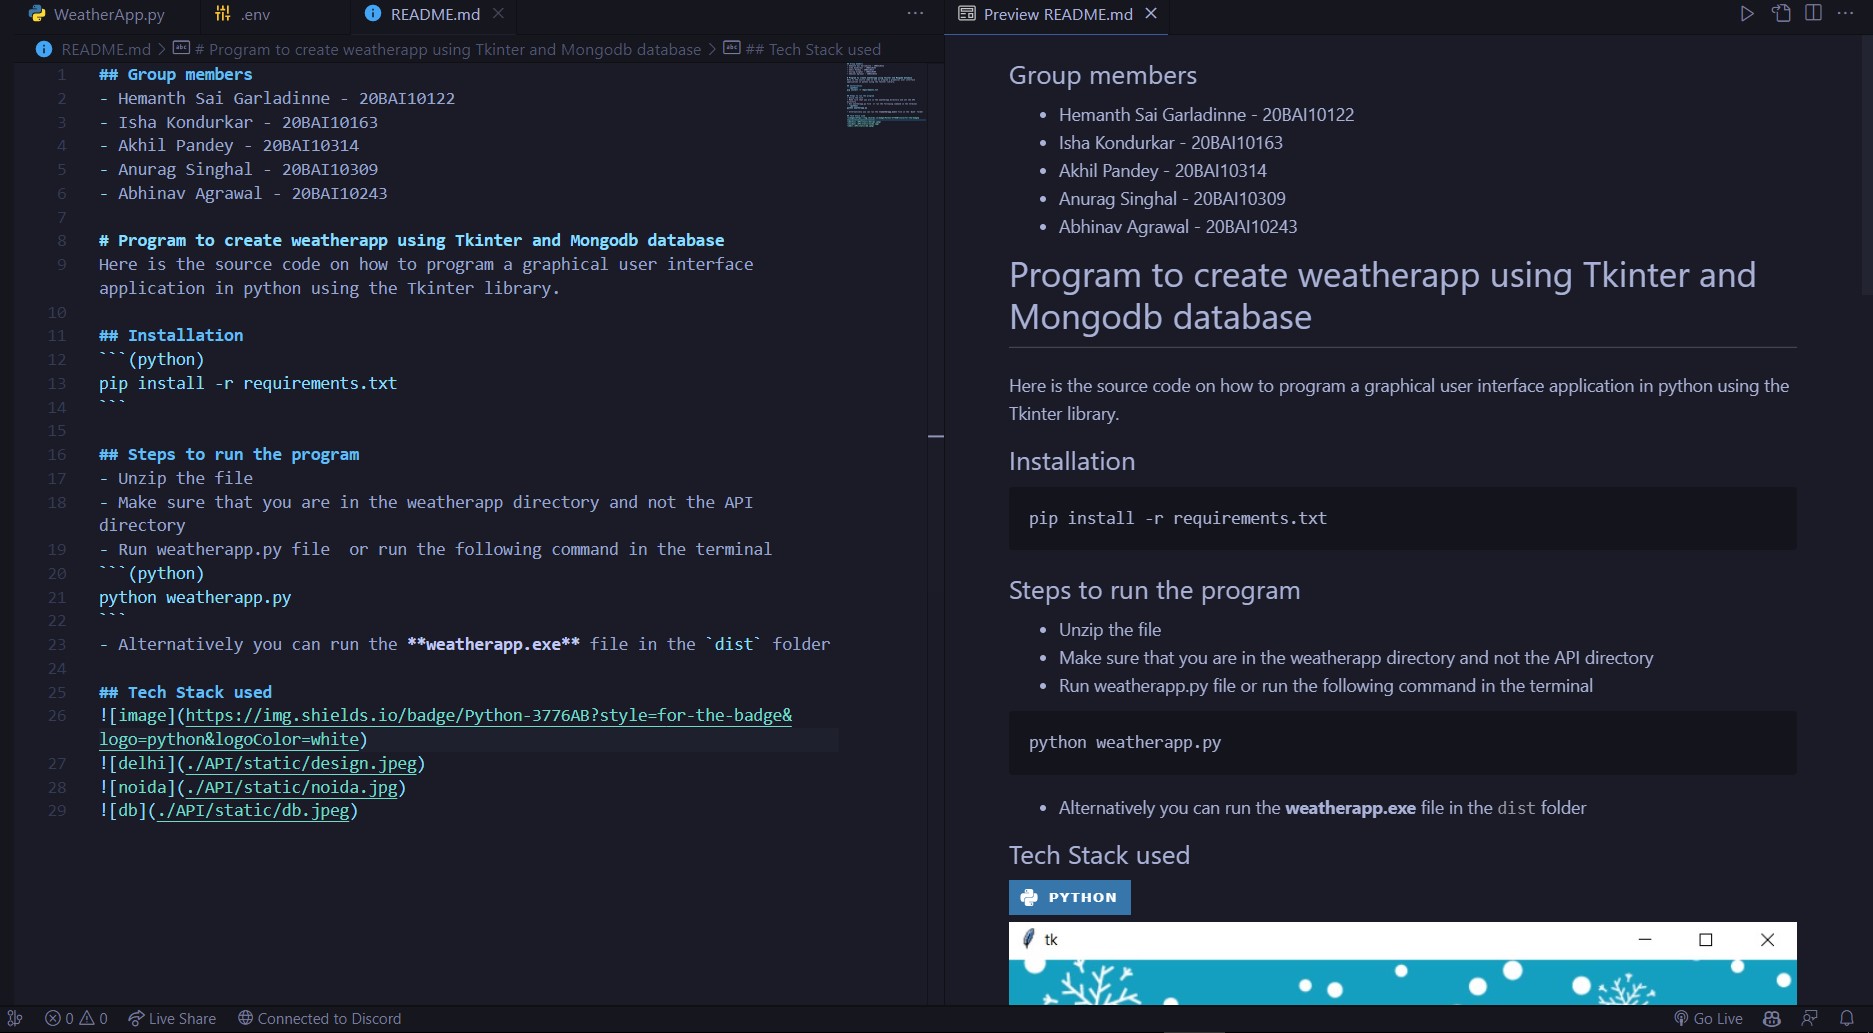 WeatherApp.py
.env
README.md
Preview README.md
README.md > # Program to create weatherapp using Tkinter and Mongodb database > ## Tech Stack used
1 ## Group members
2 - Hemanth Sai Garladinne - 20BAI10122
3 - Isha Kondurkar - 20BAI10163
4 - Akhil Pandey - 20BAI10314
5 - Anurag Singhal - 20BAI10309
6 - Abhinav Agrawal - 20BAI10243
7
8 # Program to create weatherapp using Tkinter and Mongodb database
9 Here is the source code on how to program a graphical user interface
application in python using the Tkinter library.
10
11 ## Installation
12 ```(python)
13 pip install -r requirements.txt
14 ```
15
16 ## Steps to run the program
17 - Unzip the file
18 - Make sure that you are in the weatherapp directory and not the API
directory
19 - Run weatherapp.py file  or run the following command in the terminal
20 ```(python)
21 python weatherapp.py
22 ```
23 - Alternatively you can run the **weatherapp.exe** file in the `dist` folder
24
25 ## Tech Stack used
26 ![image](https://img.shields.io/badge/Python-3776AB?style=for-the-badge&
logo=python&logoColor=white)
27 ![delhi](./API/static/design.jpeg)
28 ![noida](./API/static/noida.jpg)
29 ![db](./API/static/db.jpeg)
Group members
• Hemanth Sai Garladinne - 20BAI10122
• Isha Kondurkar - 20BAI10163
• Akhil Pandey - 20BAI10314
• Anurag Singhal - 20BAI10309
• Abhinav Agrawal - 20BAI10243
Program to create weatherapp using Tkinter and
Mongodb database
Here is the source code on how to program a graphical user interface application in python using the
Tkinter library.
Installation
pip install -r requirements.txt
Steps to run the program
• Unzip the file
• Make sure that you are in the weatherapp directory and not the API directory
• Run weatherapp.py file or run the following command in the terminal
python weatherapp.py
• Alternatively you can run the weatherapp.exe file in the dist folder
Tech Stack used
PYTHON
tk
0 0 Live Share Connected to Discord
Go Live